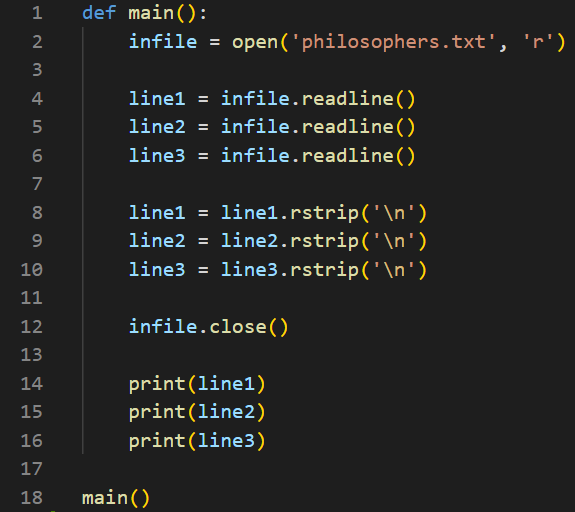 1 def main():
2     infile = open('philosophers.txt', 'r')
3
4     line1 = infile.readline()
5     line2 = infile.readline()
6     line3 = infile.readline()
7
8     line1 = line1.rstrip('\n')
9     line2 = line2.rstrip('\n')
10     line3 = line3.rstrip('\n')
11
12     infile.close()
13
14     print(line1)
15     print(line2)
16     print(line3)
17
18 main()